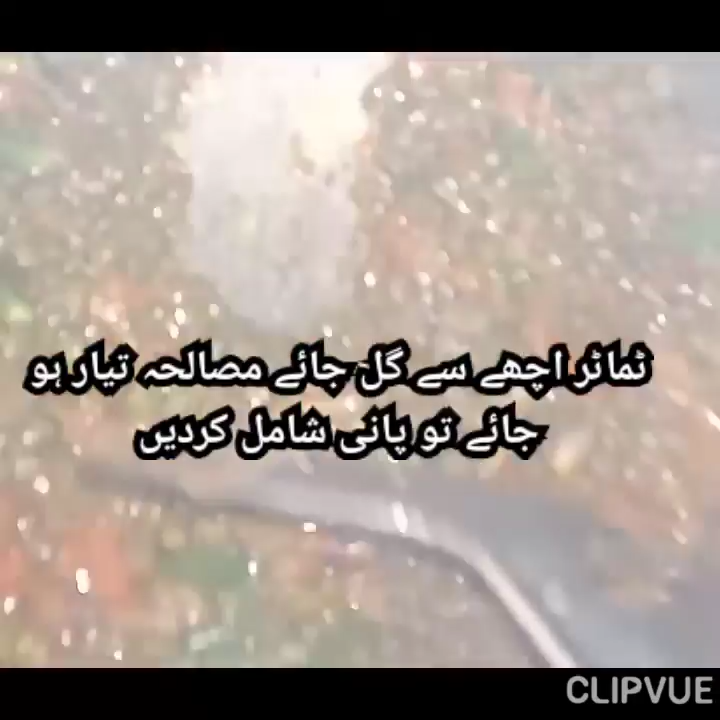 ٹماٹر اچھے سے گل جائے مصالحہ تیار ہو
جائے تو پانی شامل کردیں
CLIPVUE